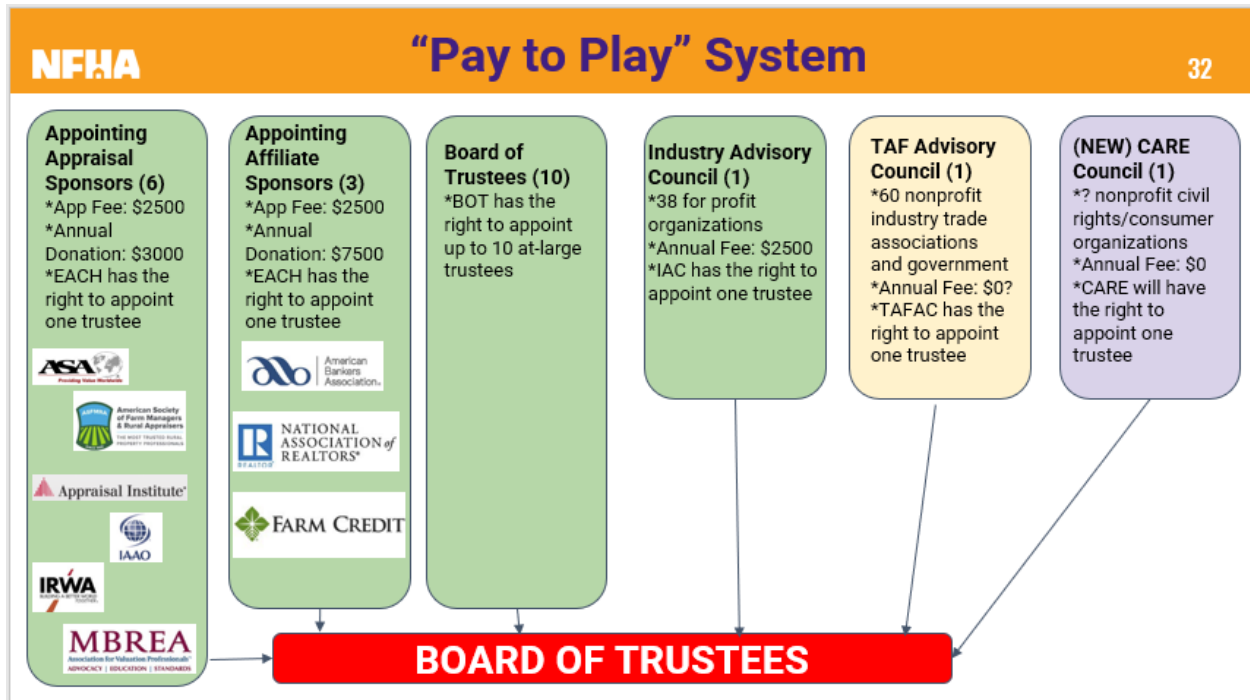 NFHA
“Pay to Play” System
32
Appointing
Appraisal
Sponsors (6)
*App Fee: $2500
*Annual
Donation: $3000
*EACH has the
right to appoint
one trustee
ASA
Providing Value Worldwide
ASFMRA
American Society
of Farm Managers
& Rural Appraisers
THE MOST TRUSTED RURAL
PROPERTY PROFESSIONALS
Appraisal Institute®
IAAO
IRWA
BUILDING A BETTER WORLD
TOGETHER
MBREA
Association for Valuation Professionals
ADVOCACY | EDUCATION | STANDARDS
Appointing
Affiliate
Sponsors (3)
*App Fee: $2500
*Annual
Donation: $7500
*EACH has the
right to appoint
one trustee
American
Bankers
Association
NATIONAL
ASSOCIATION of
REALTORS®
REALTOR®
FARM CREDIT
Board of
Trustees (10)
*BOT has the
right to appoint
up to 10 at-large
trustees
Industry Advisory
Council (1)
*38 for profit
organizations
*Annual Fee: $2500
*IAC has the right to
appoint one trustee
TAF Advisory
Council (1)
*60 nonprofit
industry trade
associations
and government
*Annual Fee: $0?
*TAFAC has the
right to appoint
one trustee
(NEW) CARE
Council (1)
*? nonprofit civil
rights/consumer
organizations
*Annual Fee: $0
*CARE will have
the right to
appoint one
trustee
BOARD OF TRUSTEES